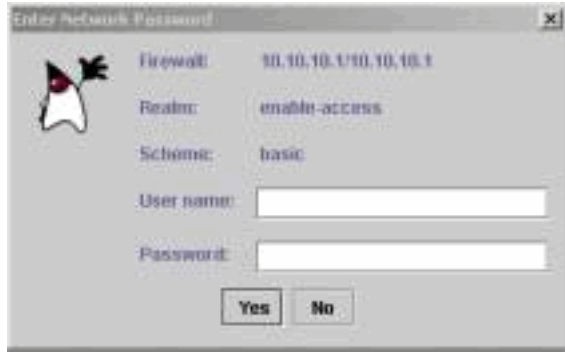 Enter Network Password
Firewall: 10.10.10.1/10.10.10.1
Realm: enable-access
Scheme: basic
User name:
Password:
Yes No